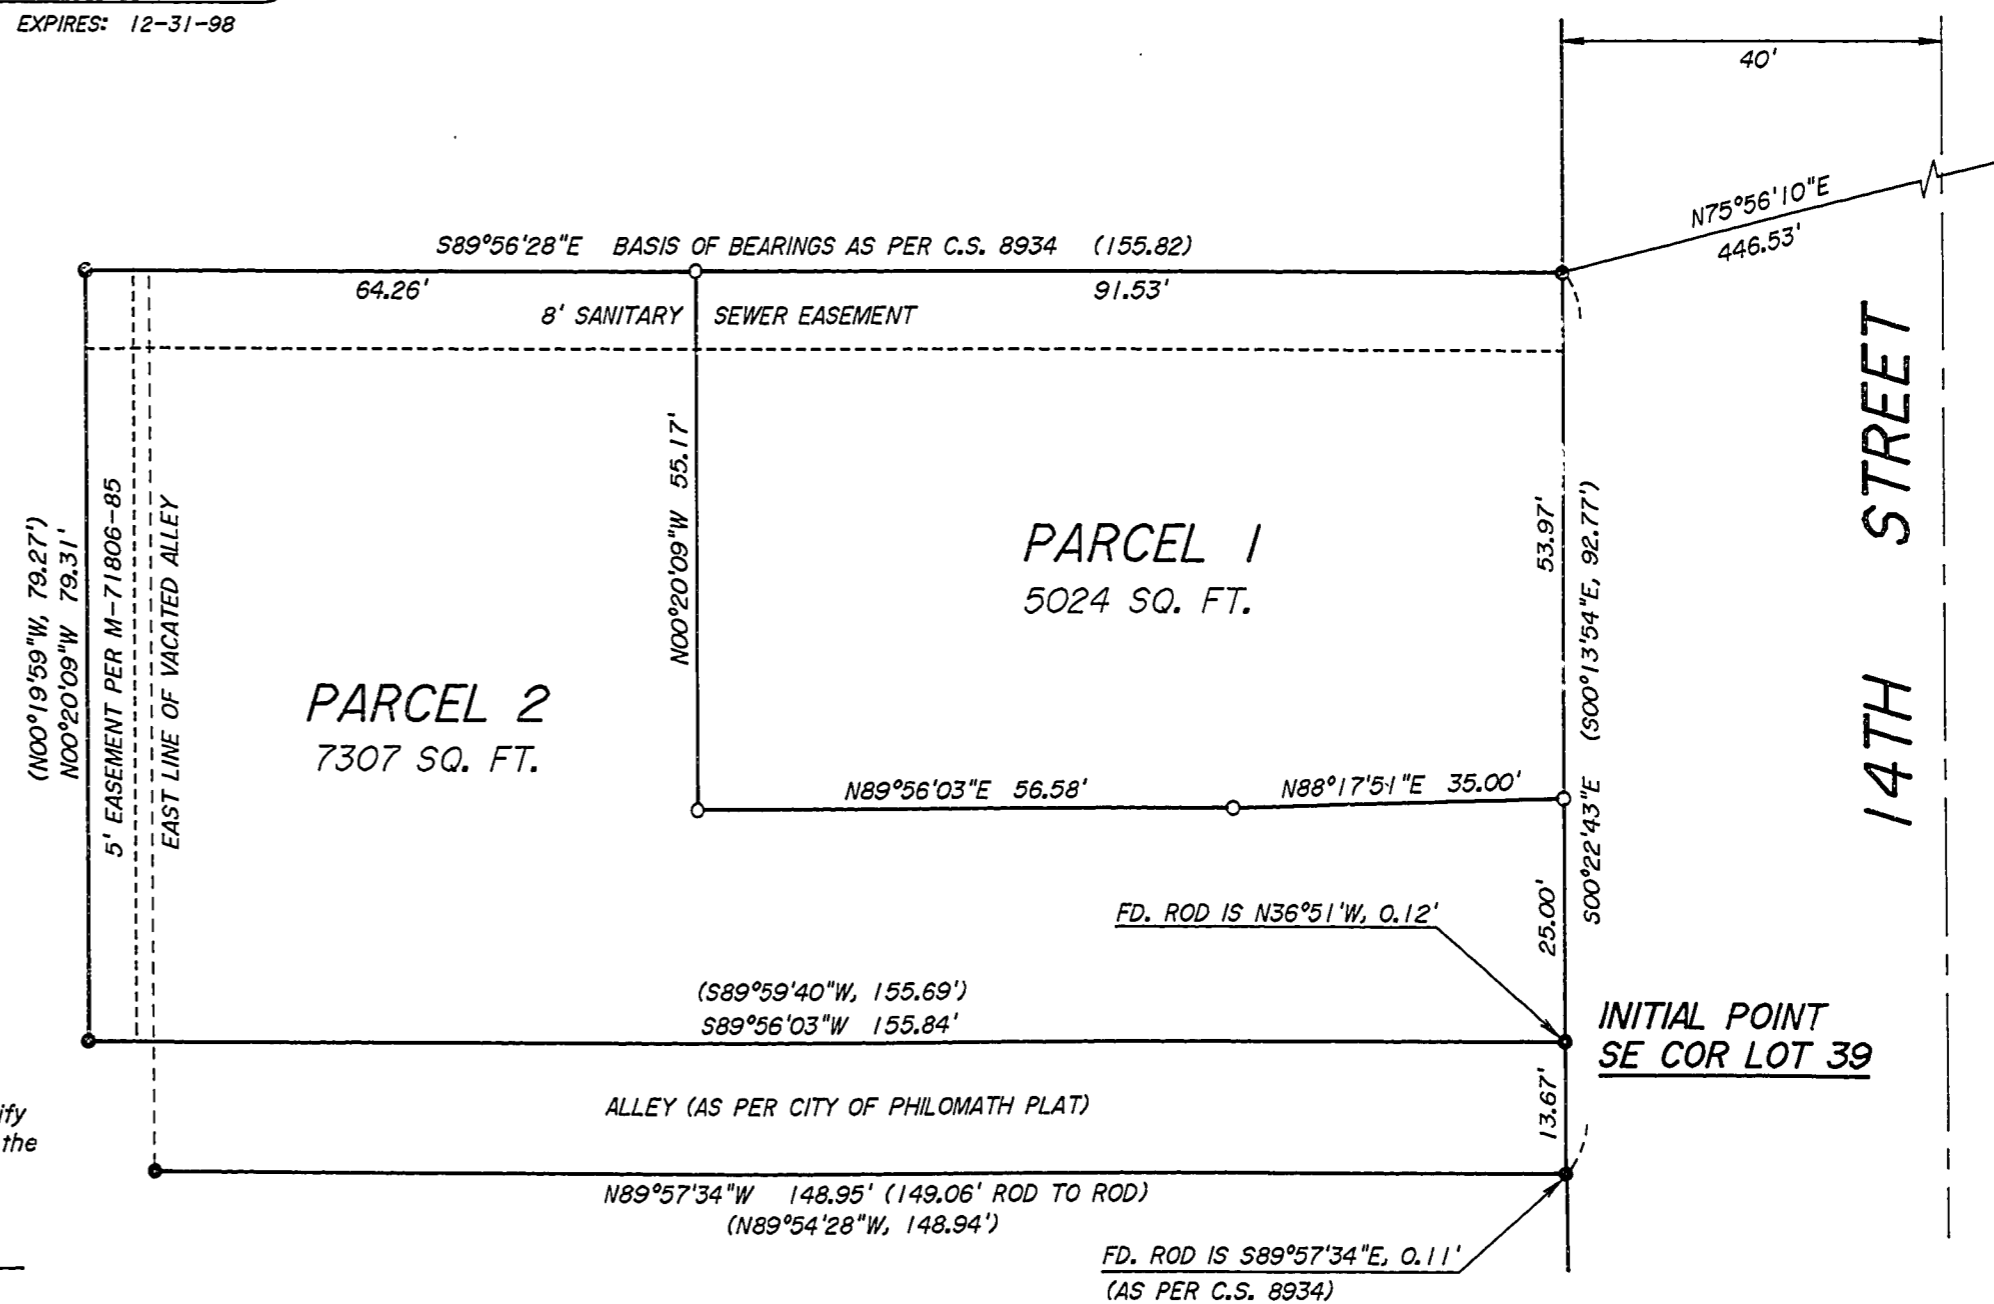 EXPIRES: 12-31-98
40'
N75°56'10"E
446.53'
S89°56'28"E BASIS OF BEARINGS AS PER C.S. 8934 (155.82)
64.26'
91.53'
8' SANITARY SEWER EASEMENT
(N00°19'59"W, 79.27')
N00°20'09"W 79.31'
5' EASEMENT PER M-71806-85
EAST LINE OF VACATED ALLEY
N00°20'09"W 55.17'
PARCEL 1
5024 SQ. FT.
53.97'
(S00°13'54"E, 92.77')
S00°22'43"E
14TH STREET
PARCEL 2
7307 SQ. FT.
N89°56'03"E 56.58'
N88°17'51"E 35.00'
FD. ROD IS N36°51'W, 0.12'
25.00'
(S89°59'40"W, 155.69')
S89°56'03"W 155.84'
INITIAL POINT
SE COR LOT 39
13.67'
ALLEY (AS PER CITY OF PHILOMATH PLAT)
ify
the
N89°57'34"W 148.95' (149.06' ROD TO ROD)
(N89°54'28"W, 148.94')
FD. ROD IS S89°57'34"E, 0.11'
(AS PER C.S. 8934)